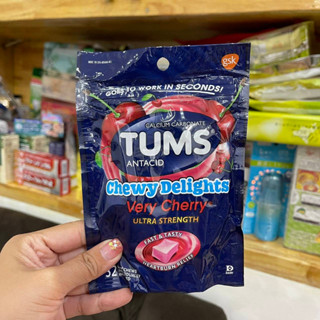 gsk
GOES TO WORK IN SECONDS!
CALCIUM CARBONATE
TUMS
ANTACID
Chewy Delights
Very Cherry
ULTRA STRENGTH
FAST & TASTY
HEARTBURN RELIEF
32